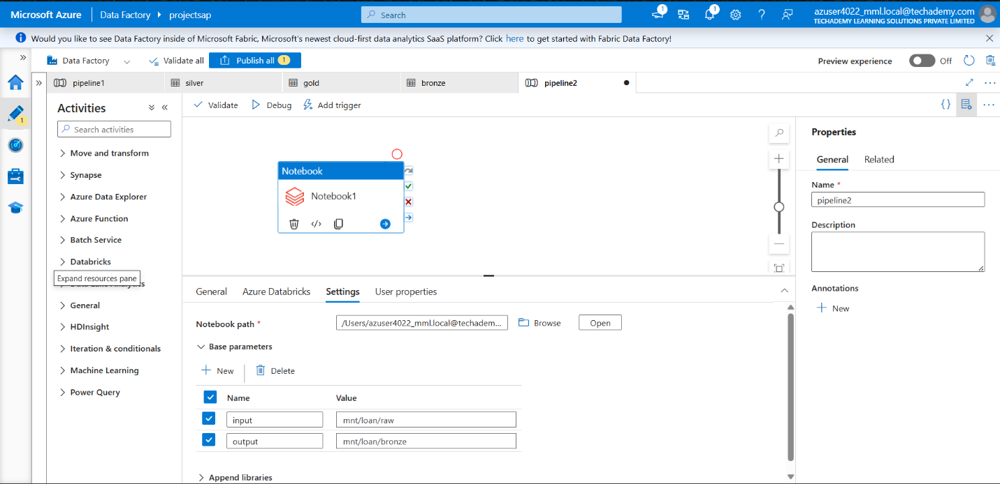 Microsoft Azure Data Factory projectsap Search 1 1 azuser4022_mml.local@techademy.com
TECHADEMY LEARNING SOLUTIONS PRIVATE LIMITED
Would you like to see Data Factory inside of Microsoft Fabric, Microsoft's newest cloud-first data analytics SaaS platform? Click here to get started with Fabric Data Factory!
Data Factory Validate all Publish all 1 Preview experience Off
pipeline1 silver gold bronze pipeline2
1
Activities
Search activities
Move and transform
Synapse
Azure Data Explorer
Azure Function
Batch Service
Databricks
Expand resources pane
General
HDInsight
Iteration & conditionals
Machine Learning
Power Query
Validate Debug Add trigger
Notebook
Notebook1
General Azure Databricks Settings User properties
Notebook path * /Users/azuser4022_mml.local@techadem... Browse Open
Base parameters
New Delete
Name Value
input mnt/loan/raw
output mnt/loan/bronze
Append libraries
Properties
General Related
Name *
pipeline2
Description
Annotations
New